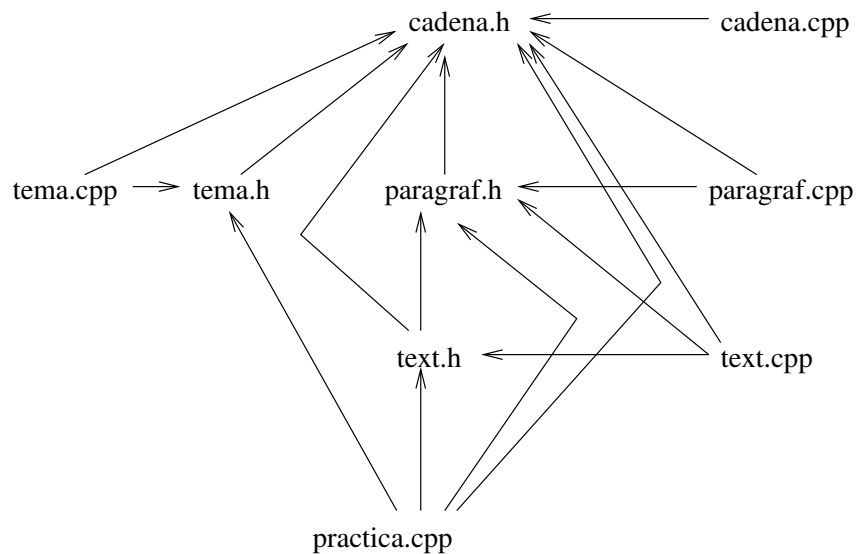 cadena.h
cadena.cpp
tema.cpp
tema.h
paragraf.h
paragraf.cpp
text.h
text.cpp
practica.cpp